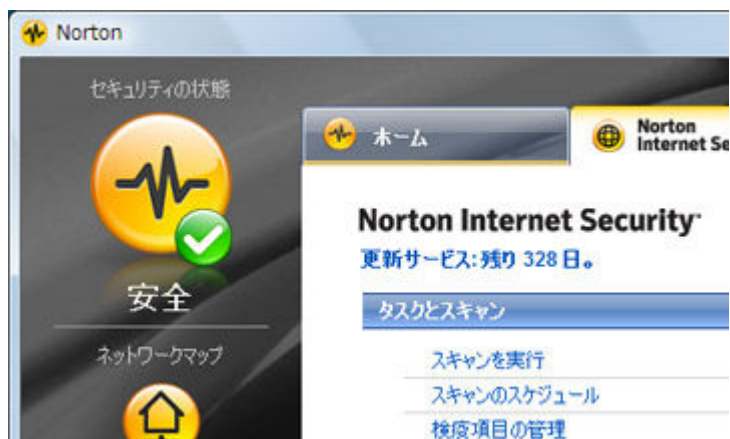 Norton
セキュリティの状態
安全
ネットワークマップ
ホーム
Norton
Internet Se
Norton Internet Security
更新サービス:残り 328 日。
タスクとスキャン
スキャンを実行
スキャンのスケジュール
検疫項目の管理